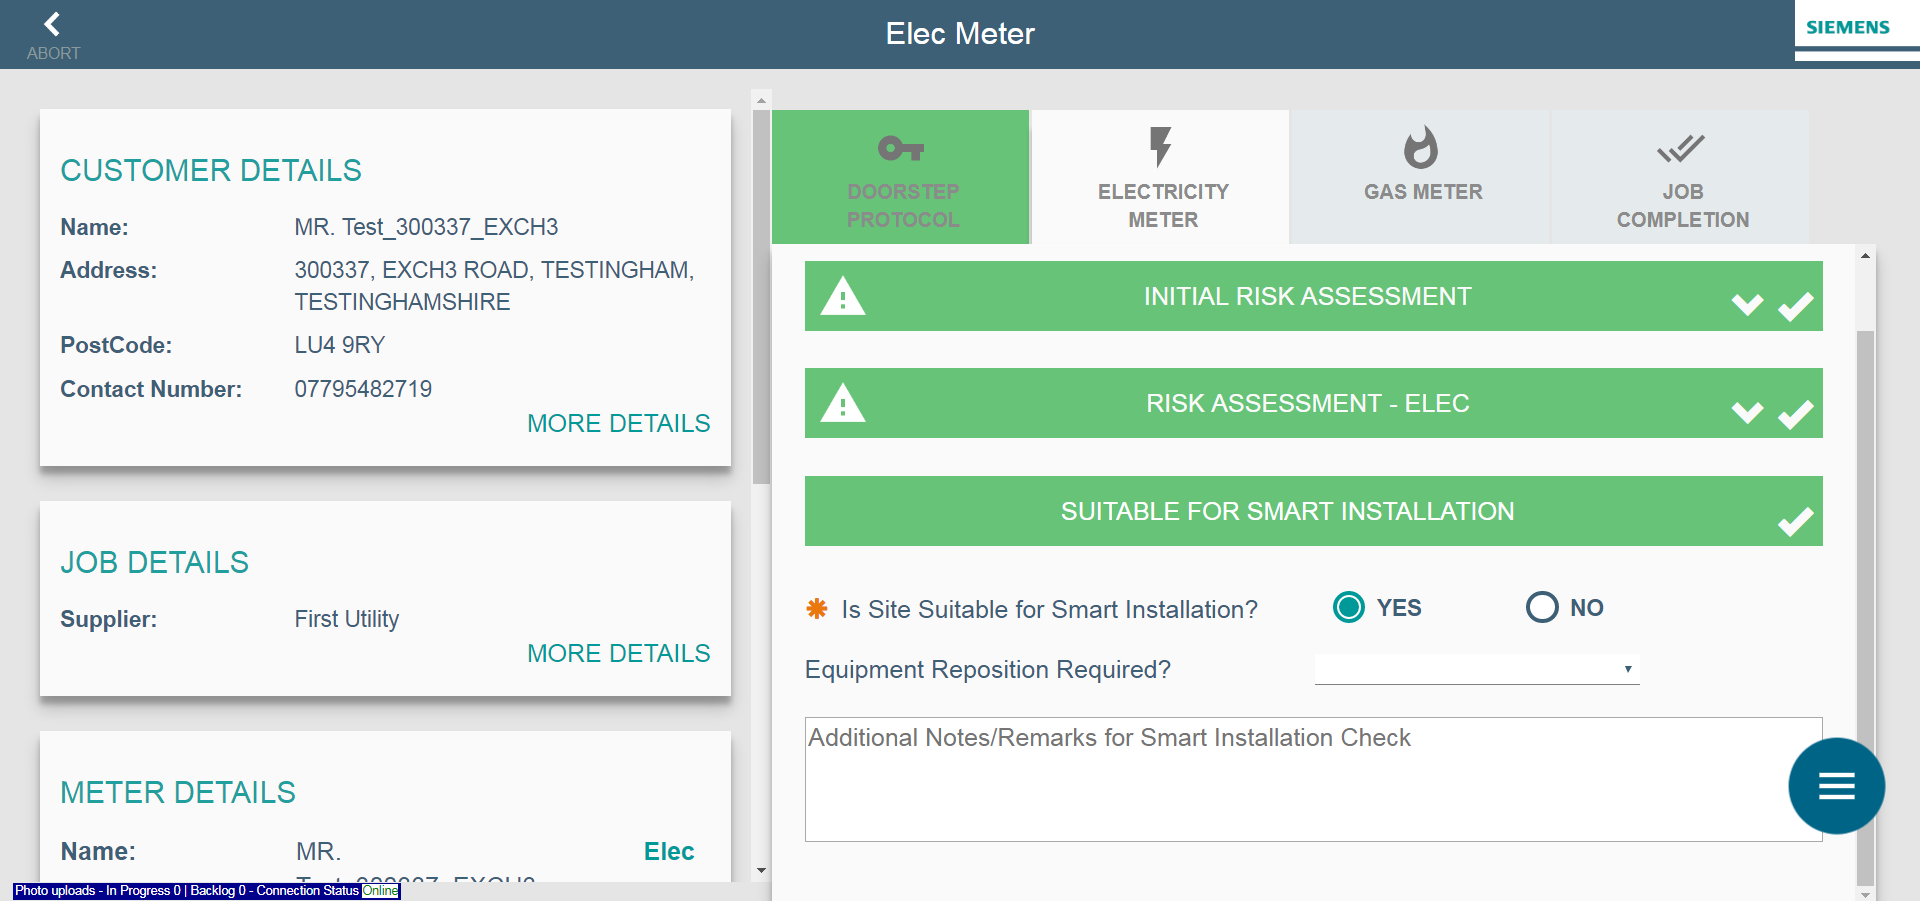 ABORT
Elec Meter
SIEMENS
CUSTOMER DETAILS
Name: MR. Test_300337_EXCH3
Address: 300337, EXCH3 ROAD, TESTINGHAM,
TESTINGHAMSHIRE
PostCode: LU4 9RY
Contact Number: 07795482719
MORE DETAILS
JOB DETAILS
Supplier: First Utility
MORE DETAILS
METER DETAILS
Name: MR. Elec
Test_300337_EXCH3
Photo uploads - In Progress 0 | Backlog 0 - Connection Status Online
DOORSTEP
PROTOCOL
ELECTRICITY
METER
GAS METER
JOB
COMPLETION
INITIAL RISK ASSESSMENT
RISK ASSESSMENT - ELEC
SUITABLE FOR SMART INSTALLATION
Is Site Suitable for Smart Installation? YES NO
Equipment Reposition Required?
Additional Notes/Remarks for Smart Installation Check